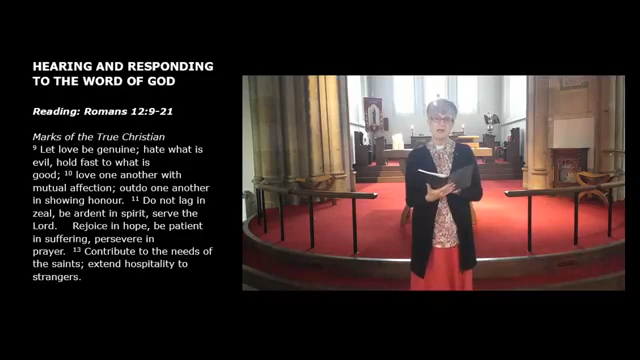 HEARING AND RESPONDING
TO THE WORD OF GOD
Reading: Romans 12:9-21
Marks of the True Christian
9 Let love be genuine; hate what is
evil, hold fast to what is
good; 10 love one another with
mutual affection; outdo one another
in showing honour. 11 Do not lag in
zeal, be ardent in spirit, serve the
Lord. Rejoice in hope, be patient
in suffering, persevere in
prayer. 13 Contribute to the needs of
the saints; extend hospitality to
strangers.